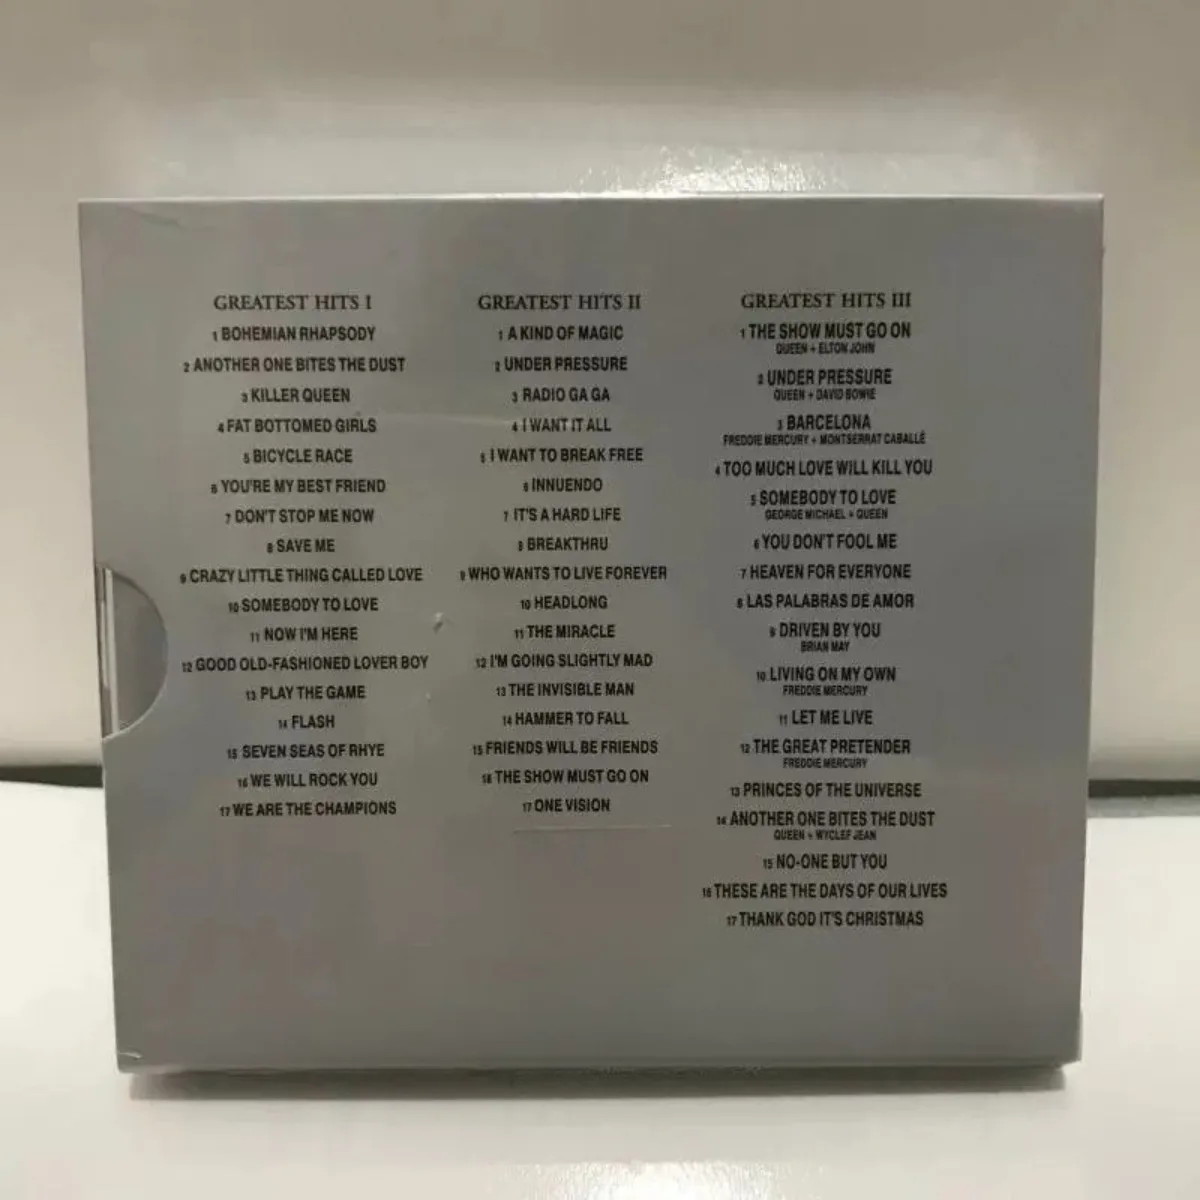 GREATEST HITS I
1 BOHEMIAN RHAPSODY
2 ANOTHER ONE BITES THE DUST
3 KILLER QUEEN
4 FAT BOTTOMED GIRLS
5 BICYCLE RACE
6 YOU'RE MY BEST FRIEND
7 DON'T STOP ME NOW
8 SAVE ME
9 CRAZY LITTLE THING CALLED LOVE
10 SOMEBODY TO LOVE
11 NOW I'M HERE
12 GOOD OLD-FASHIONED LOVER BOY
13 PLAY THE GAME
14 FLASH
15 SEVEN SEAS OF RHYE
16 WE WILL ROCK YOU
17 WE ARE THE CHAMPIONS
GREATEST HITS II
1 A KIND OF MAGIC
2 UNDER PRESSURE
3 RADIO GA GA
4 I WANT IT ALL
5 I WANT TO BREAK FREE
6 INNUENDO
7 IT'S A HARD LIFE
8 BREAKTHRU
9 WHO WANTS TO LIVE FOREVER
10 HEADLONG
11 THE MIRACLE
12 I'M GOING SLIGHTLY MAD
13 THE INVISIBLE MAN
14 HAMMER TO FALL
15 FRIENDS WILL BE FRIENDS
16 THE SHOW MUST GO ON
17 ONE VISION
GREATEST HITS III
1 THE SHOW MUST GO ON
QUEEN + ELTON JOHN
2 UNDER PRESSURE
QUEEN + DAVID BOWIE
3 BARCELONA
FREDDIE MERCURY + MONTSERRAT CABALLÉ
4 TOO MUCH LOVE WILL KILL YOU
5 SOMEBODY TO LOVE
GEORGE MICHAEL + QUEEN
6 YOU DON'T FOOL ME
7 HEAVEN FOR EVERYONE
8 LAS PALABRAS DE AMOR
9 DRIVEN BY YOU
BRIAN MAY
10 LIVING ON MY OWN
FREDDIE MERCURY
11 LET ME LIVE
12 THE GREAT PRETENDER
FREDDIE MERCURY
13 PRINCES OF THE UNIVERSE
14 ANOTHER ONE BITES THE DUST
QUEEN + WYCLEF JEAN
15 NO-ONE BUT YOU
16 THESE ARE THE DAYS OF OUR LIVES
17 THANK GOD IT'S CHRISTMAS